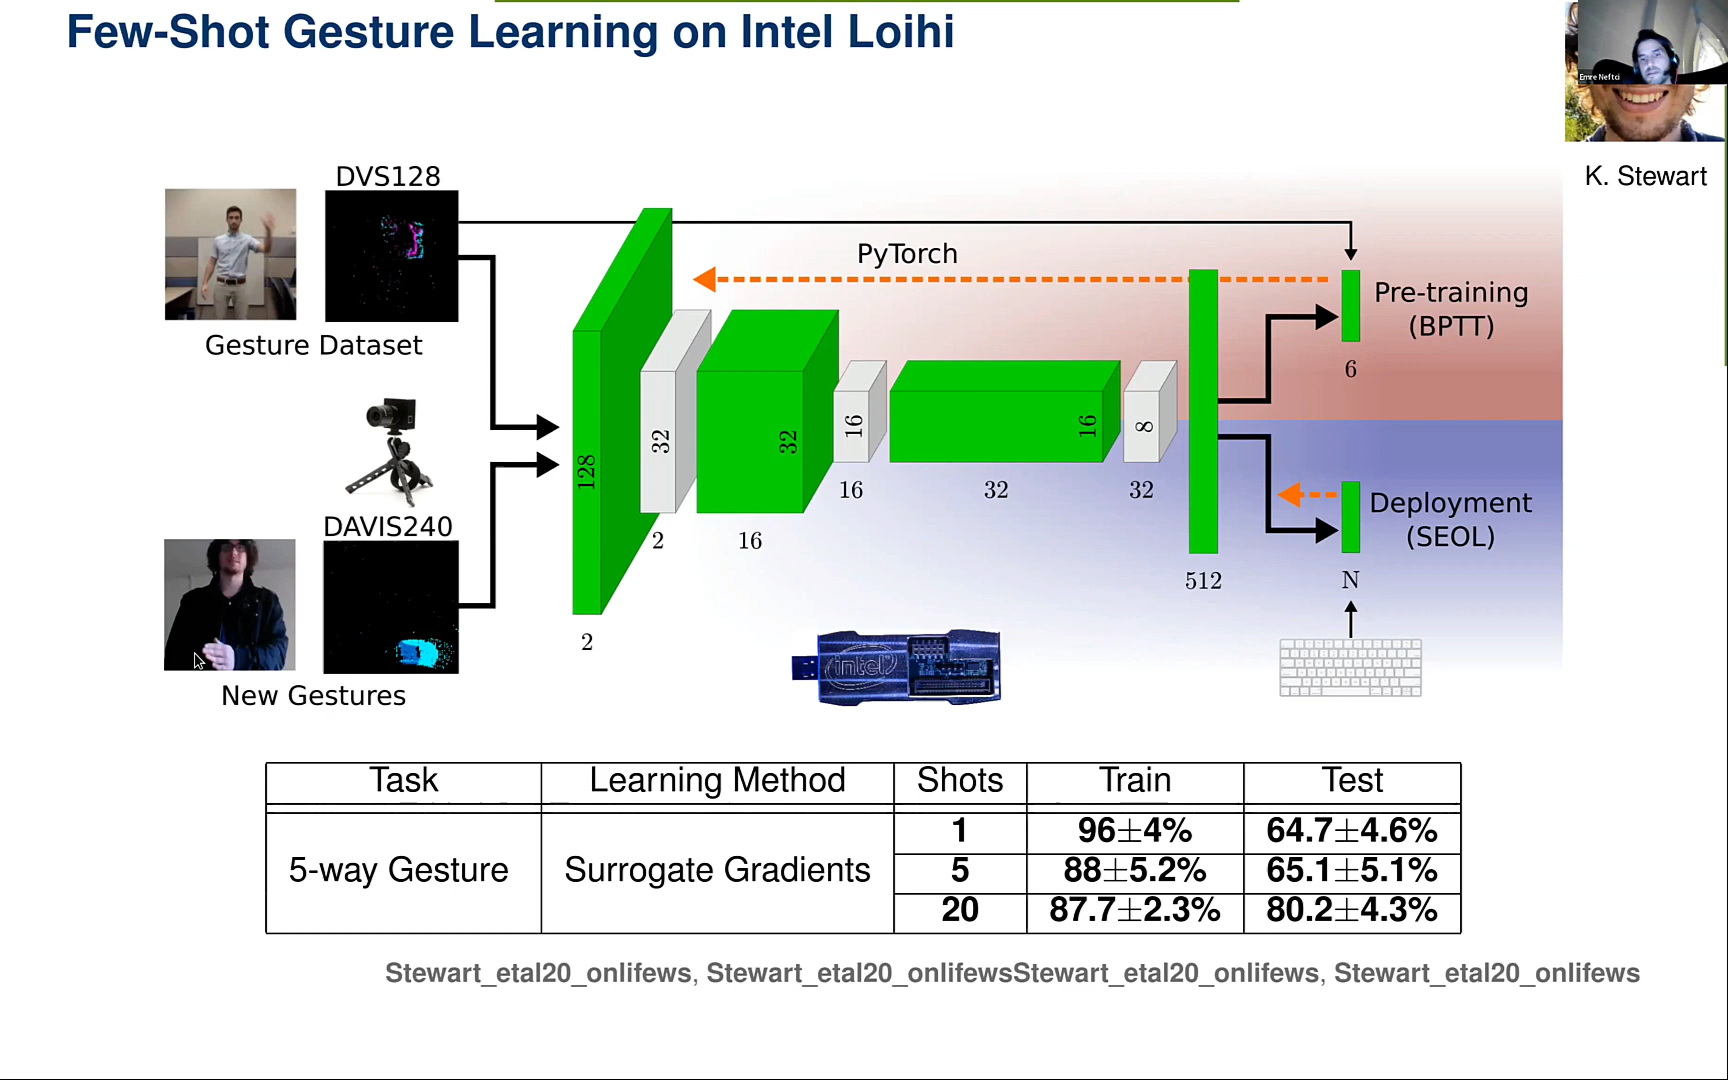 Few-Shot Gesture Learning on Intel Loihi
Emre Neftci
K. Stewart
DVS128
Gesture Dataset
PyTorch
Pre-training
(BPTT)
6
128
32
32
16
16
8
2
16
16
32
32
2
512
DAVIS240
New Gestures
intel
Deployment
(SEOL)
N
Task Learning Method Shots Train Test
5-way Gesture Surrogate Gradients
1 96±4% 64.7±4.6%
5 88±5.2% 65.1±5.1%
20 87.7±2.3% 80.2±4.3%
Stewart_etal20_onlifews, Stewart_etal20_onlifewsStewart_etal20_onlifews, Stewart_etal20_onlifews